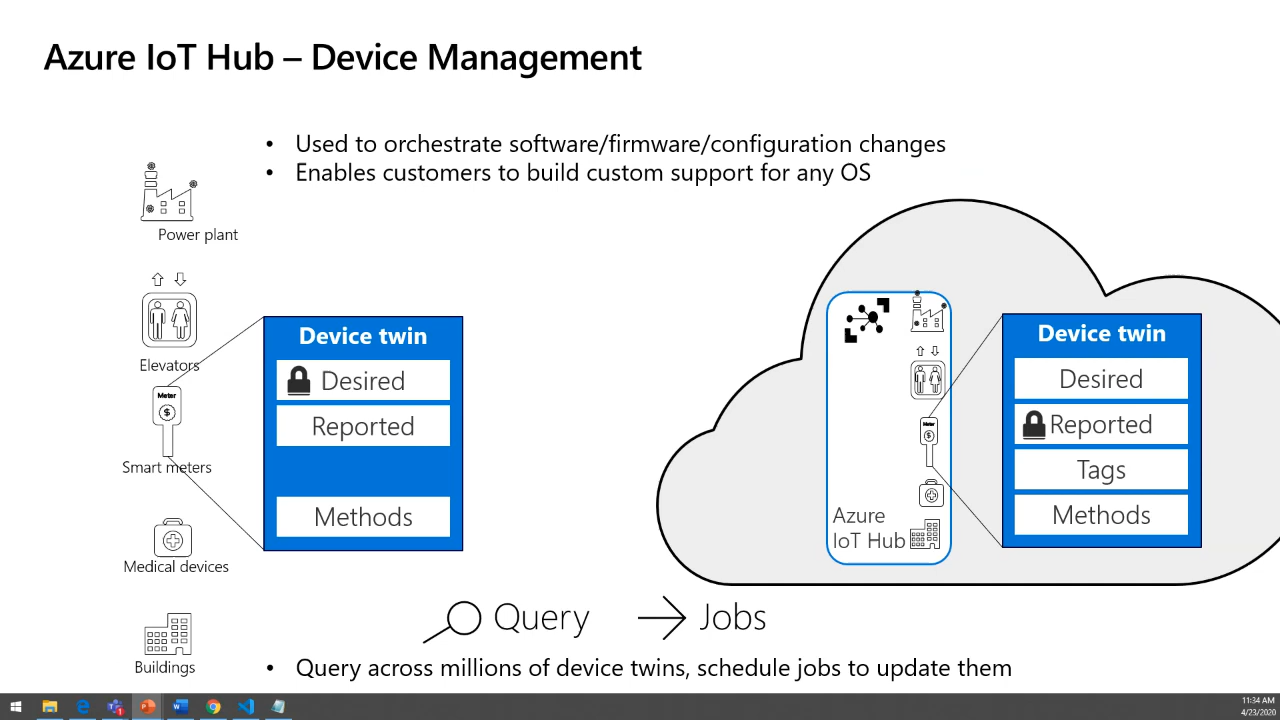 Azure IoT Hub – Device Management
• Used to orchestrate software/firmware/configuration changes
• Enables customers to build custom support for any OS
Power plant
Elevators
Meter
$
Smart meters
Medical devices
Buildings
Device twin
Desired
Reported
Methods
Meter
$
Azure
IoT Hub
Device twin
Desired
Reported
Tags
Methods
Query
Jobs
• Query across millions of device twins, schedule jobs to update them
11:34 AM
4/23/2020